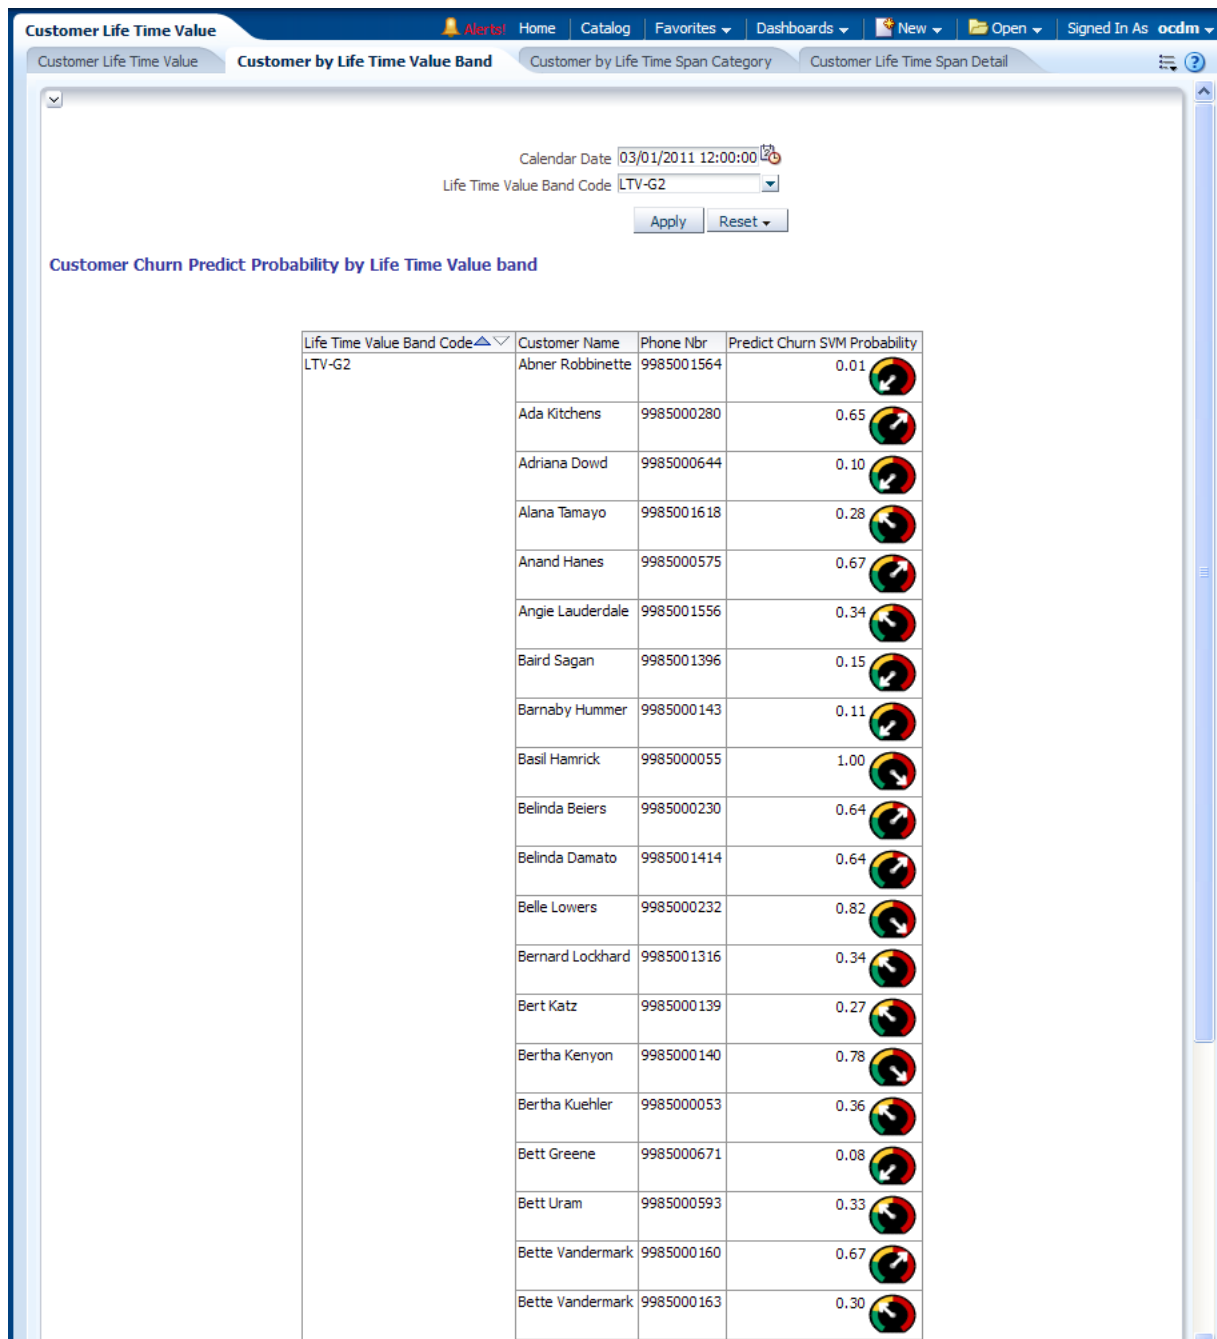 Customer Life Time Value Alerts! Home Catalog Favorites Dashboards New Open Signed In As ocdm
Customer Life Time Value Customer by Life Time Value Band Customer by Life Time Span Category Customer Life Time Span Detail
Calendar Date 03/01/2011 12:00:00
Life Time Value Band Code LTV-G2
Apply Reset
Customer Churn Predict Probability by Life Time Value band
Life Time Value Band Code Customer Name Phone Nbr Predict Churn SVM Probability
LTV-G2 Abner Robbinette 9985001564 0.01
Ada Kitchens 9985000280 0.65
Adriana Dowd 9985000644 0.10
Alana Tamayo 9985001618 0.28
Anand Hanes 9985000575 0.67
Angie Lauderdale 9985001556 0.34
Baird Sagan 9985001396 0.15
Barnaby Hummer 9985000143 0.11
Basil Hamrick 9985000055 1.00
Belinda Beiers 9985000230 0.64
Belinda Damato 9985001414 0.64
Belle Lowers 9985000232 0.82
Bernard Lockhard 9985001316 0.34
Bert Katz 9985000139 0.27
Bertha Kenyon 9985000140 0.78
Bertha Kuehler 9985000053 0.36
Bett Greene 9985000671 0.08
Bett Uram 9985000593 0.33
Bette Vandermark 9985000160 0.67
Bette Vandermark 9985000163 0.30